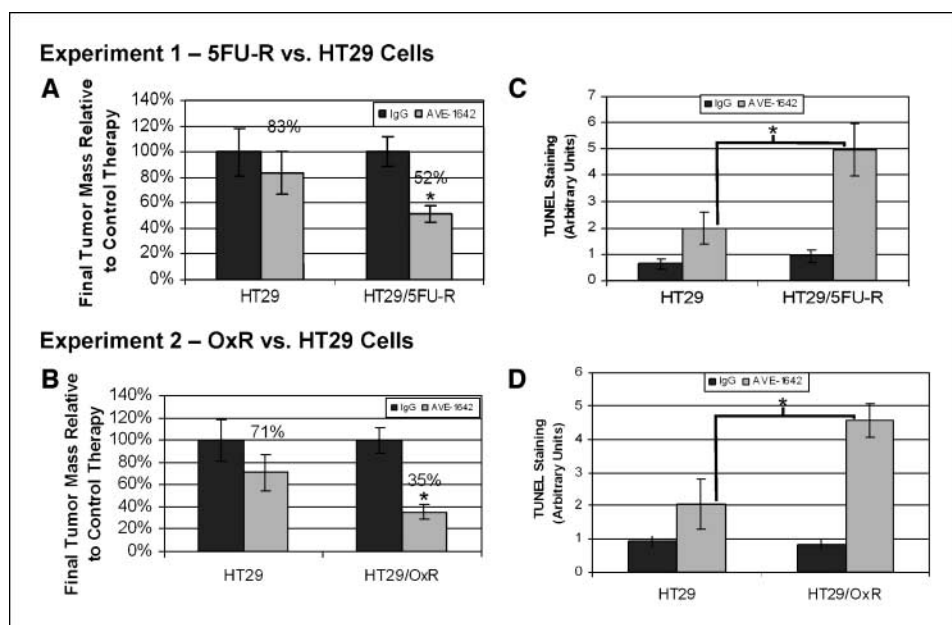 Experiment 1 – 5FU-R vs. HT29 Cells
A
Final Tumor Mass Relative
to Control Therapy
140%
120%
100%
80%
60%
40%
20%
0%
IgG AVE-1642
83%
52%
*
HT29 HT29/5FU-R
C
TUNEL Staining
(Arbitrary Units)
7
6
5
4
3
2
1
0
IgG AVE-1642
*
HT29 HT29/5FU-R
Experiment 2 – OxR vs. HT29 Cells
B
Final Tumor Mass Relative
to Control Therapy
140%
120%
100%
80%
60%
40%
20%
0%
IgG AVE-1642
71%
35%
*
HT29 HT29/OxR
D
TUNEL Staining
(Arbitrary Units)
6
5
4
3
2
1
0
IgG AVE-1642
*
HT29 HT29/OxR